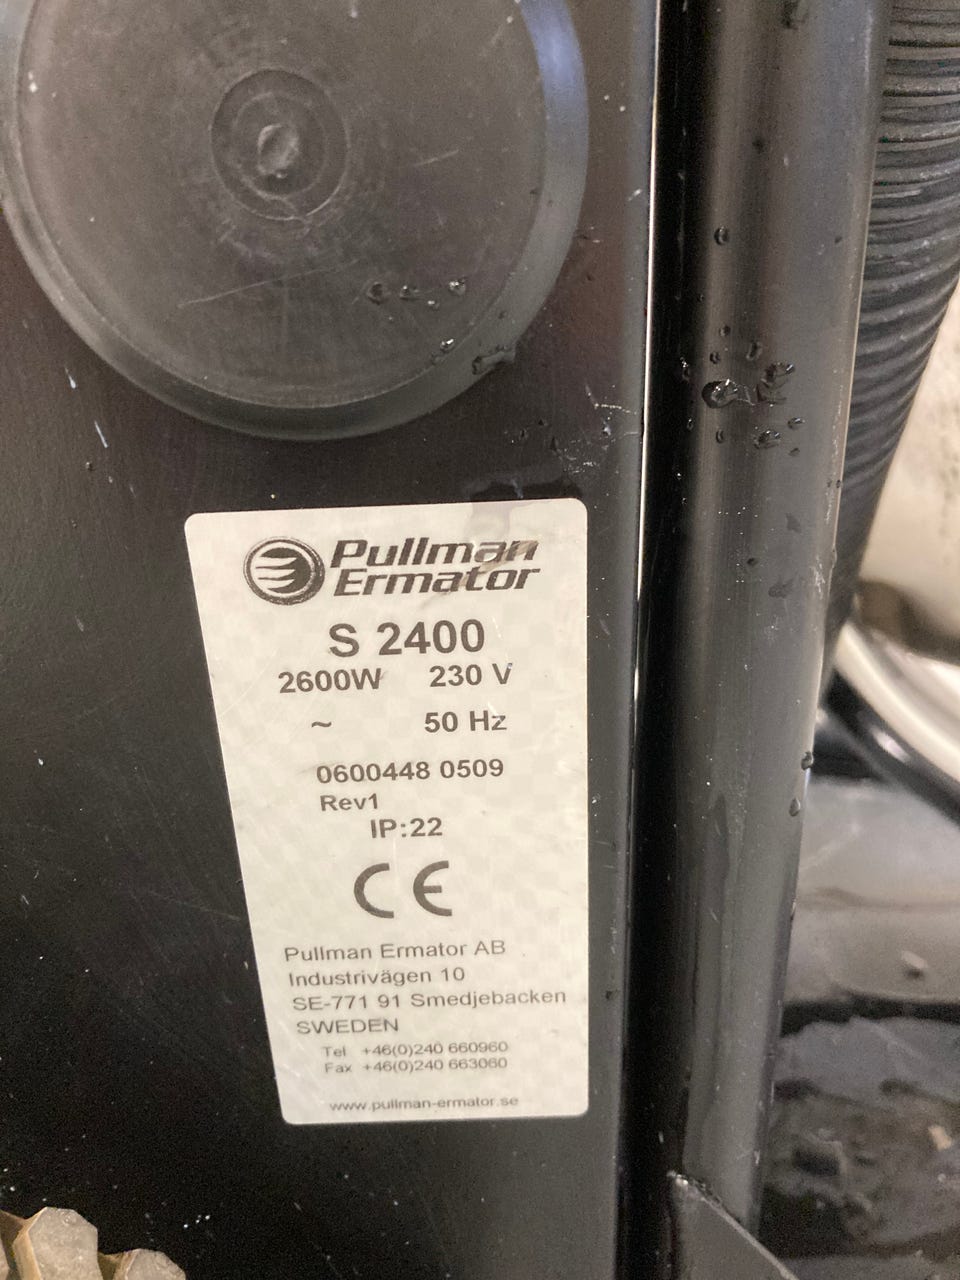 Pullman
Ermator
S 2400
2600W 230 V
~ 50 Hz
0600448 0509
Rev1
IP:22
CE
Pullman Ermator AB
Industrivägen 10
SE-771 91 Smedjebacken
SWEDEN
Tel +46(0)240 660960
Fax +46(0)240 663060
www.pullman-ermator.se